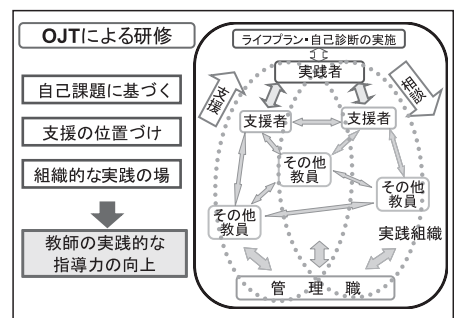 OJTによる研修
自己課題に基づく
支援の位置づけ
組織的な実践の場
教師の実践的な
指導力の向上
ライフプラン・自己診断の実施
実践者
支援
相談
支援者
支援者
その他
教員
その他
教員
その他
教員
実践組織
管 理 職